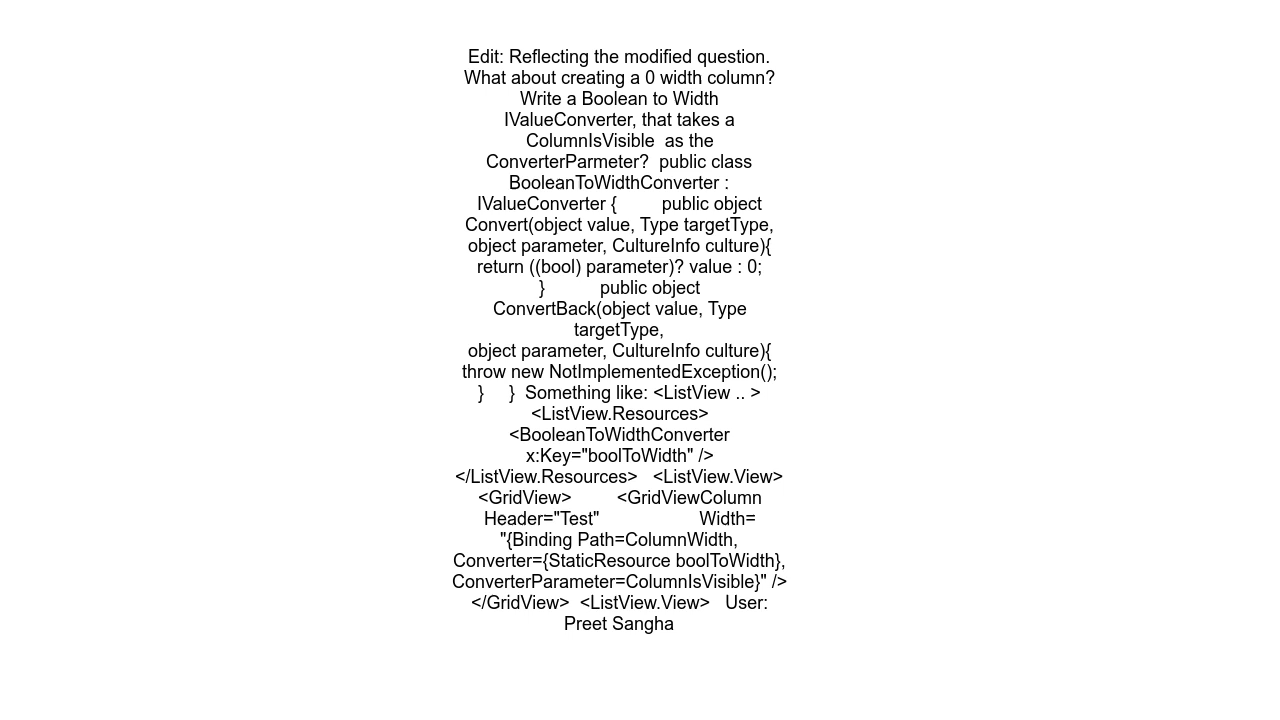 Edit: Reflecting the modified question.
What about creating a 0 width column?
Write a Boolean to Width
IValueConverter, that takes a
ColumnIsVisible  as the
ConverterParmeter?  public class
BooleanToWidthConverter :
IValueConverter {         public object
Convert(object value, Type targetType,
object parameter, CultureInfo culture){
return ((bool) parameter)? value : 0;
}           public object
ConvertBack(object value, Type
targetType,
object parameter, CultureInfo culture){
throw new NotImplementedException();
}     }  Something like: <ListView .. >
<ListView.Resources>
<BooleanToWidthConverter
x:Key="boolToWidth" />
</ListView.Resources>   <ListView.View>
<GridView>         <GridViewColumn
Header="Test"                    Width=
"{Binding Path=ColumnWidth,
Converter={StaticResource boolToWidth},
ConverterParameter=ColumnIsVisible}" />
</GridView>  <ListView.View>   User:
Preet Sangha